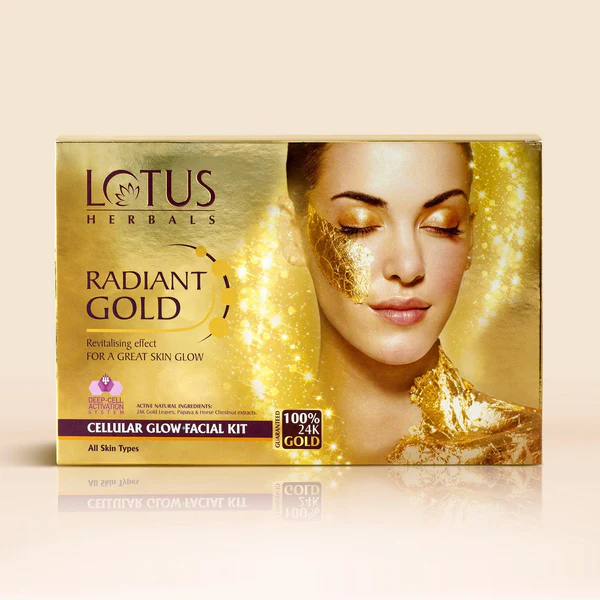 LOTUS
HERBALS
RADIANT
GOLD
Revitalising effect
FOR A GREAT SKIN GLOW
DEEP-CELL
ACTIVATION
SYSTEM
ACTIVE NATURAL INGREDIENTS:
24K Gold Leaves, Papaya & Horse Chestnut extracts.
CELLULAR GLOW FACIAL KIT
All Skin Types
GUARANTEED
100%
24K
GOLD